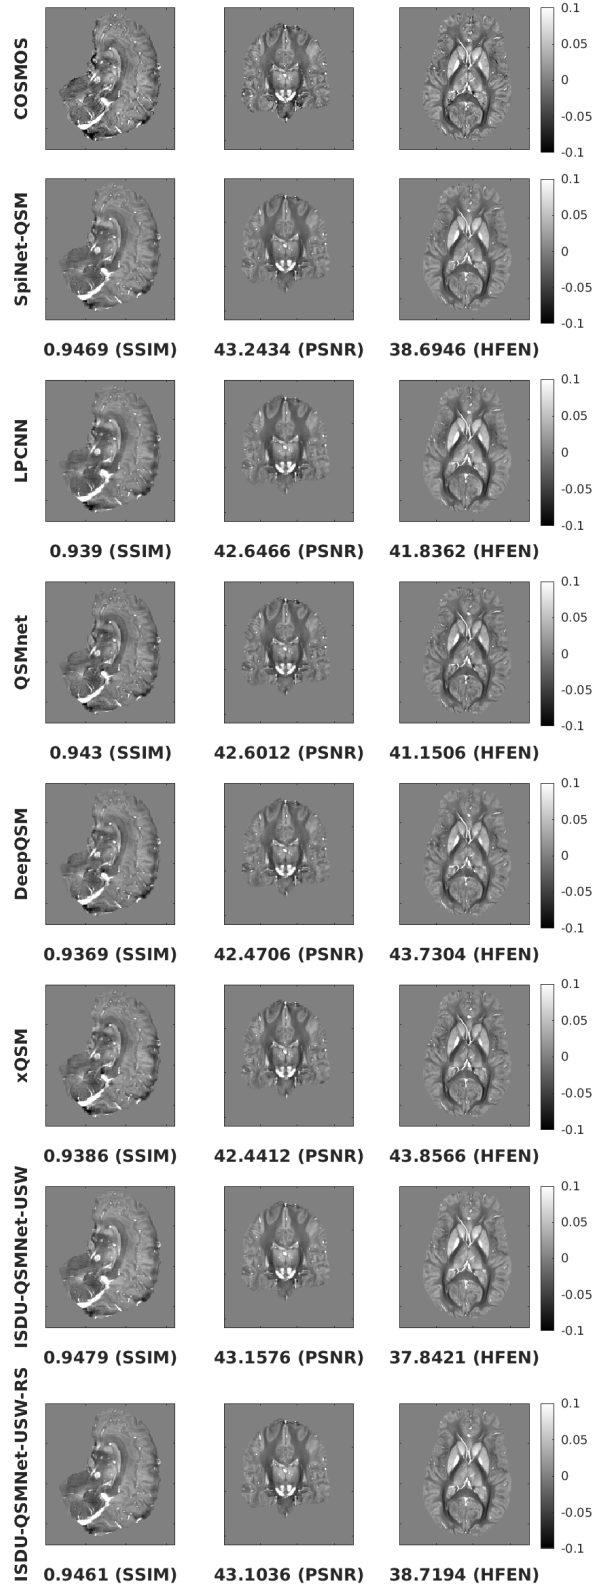 COSMOS
0.1
0.05
0
-0.05
-0.1
SpiNet-QSM
0.1
0.05
0
-0.05
-0.1
0.9469 (SSIM) 43.2434 (PSNR) 38.6946 (HFEN)
LPCNN
0.1
0.05
0
-0.05
-0.1
0.939 (SSIM) 42.6466 (PSNR) 41.8362 (HFEN)
QSMnet
0.1
0.05
0
-0.05
-0.1
0.943 (SSIM) 42.6012 (PSNR) 41.1506 (HFEN)
DeepQSM
0.1
0.05
0
-0.05
-0.1
0.9369 (SSIM) 42.4706 (PSNR) 43.7304 (HFEN)
xQSM
0.1
0.05
0
-0.05
-0.1
0.9386 (SSIM) 42.4412 (PSNR) 43.8566 (HFEN)
ISDU-QSMNet-USW
0.1
0.05
0
-0.05
-0.1
0.9479 (SSIM) 43.1576 (PSNR) 37.8421 (HFEN)
ISDU-QSMNet-USW-RS
0.1
0.05
0
-0.05
-0.1
0.9461 (SSIM) 43.1036 (PSNR) 38.7194 (HFEN)